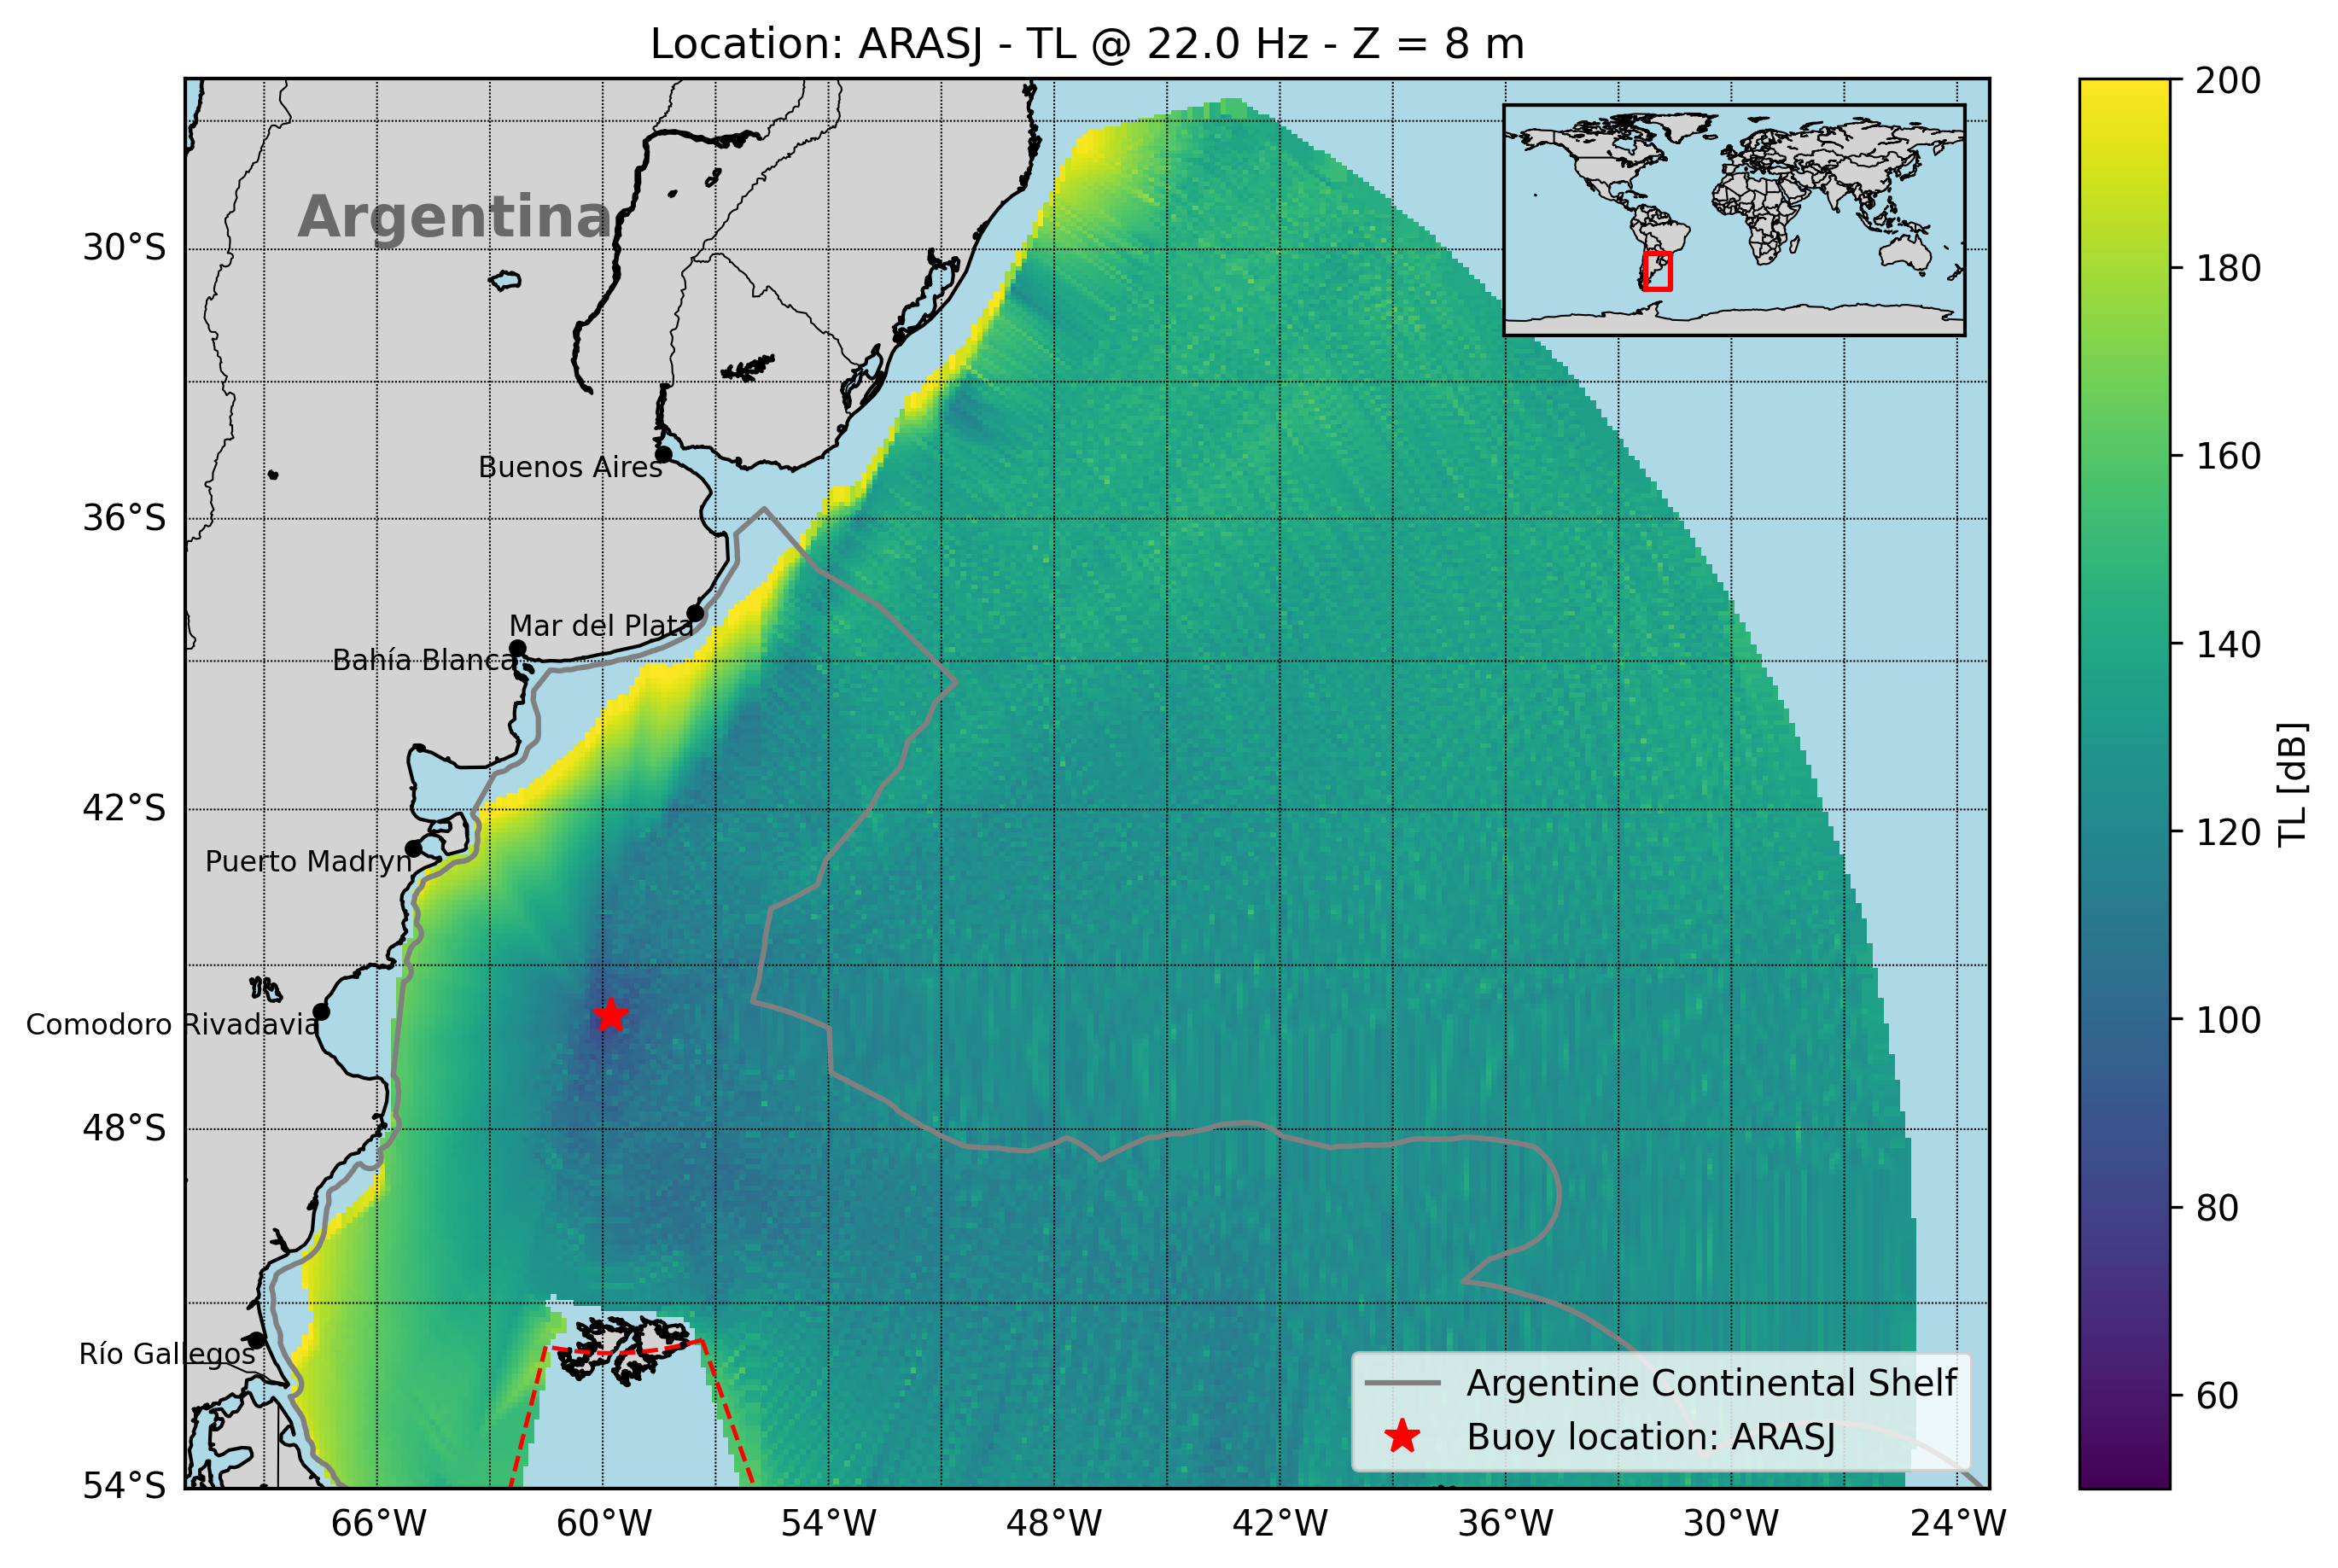 Location: ARASJ - TL @ 22.0 Hz - Z = 8 m
Argentina
Buenos Aires
Mar del Plata
Bahía Blanca
Puerto Madryn
Comodoro Rivadavia
Río Gallegos
30°S
36°S
42°S
48°S
54°S
66°W
60°W
54°W
48°W
42°W
36°W
30°W
24°W
Argentine Continental Shelf
Buoy location: ARASJ
200
180
160
140
120
100
80
60
TL [dB]